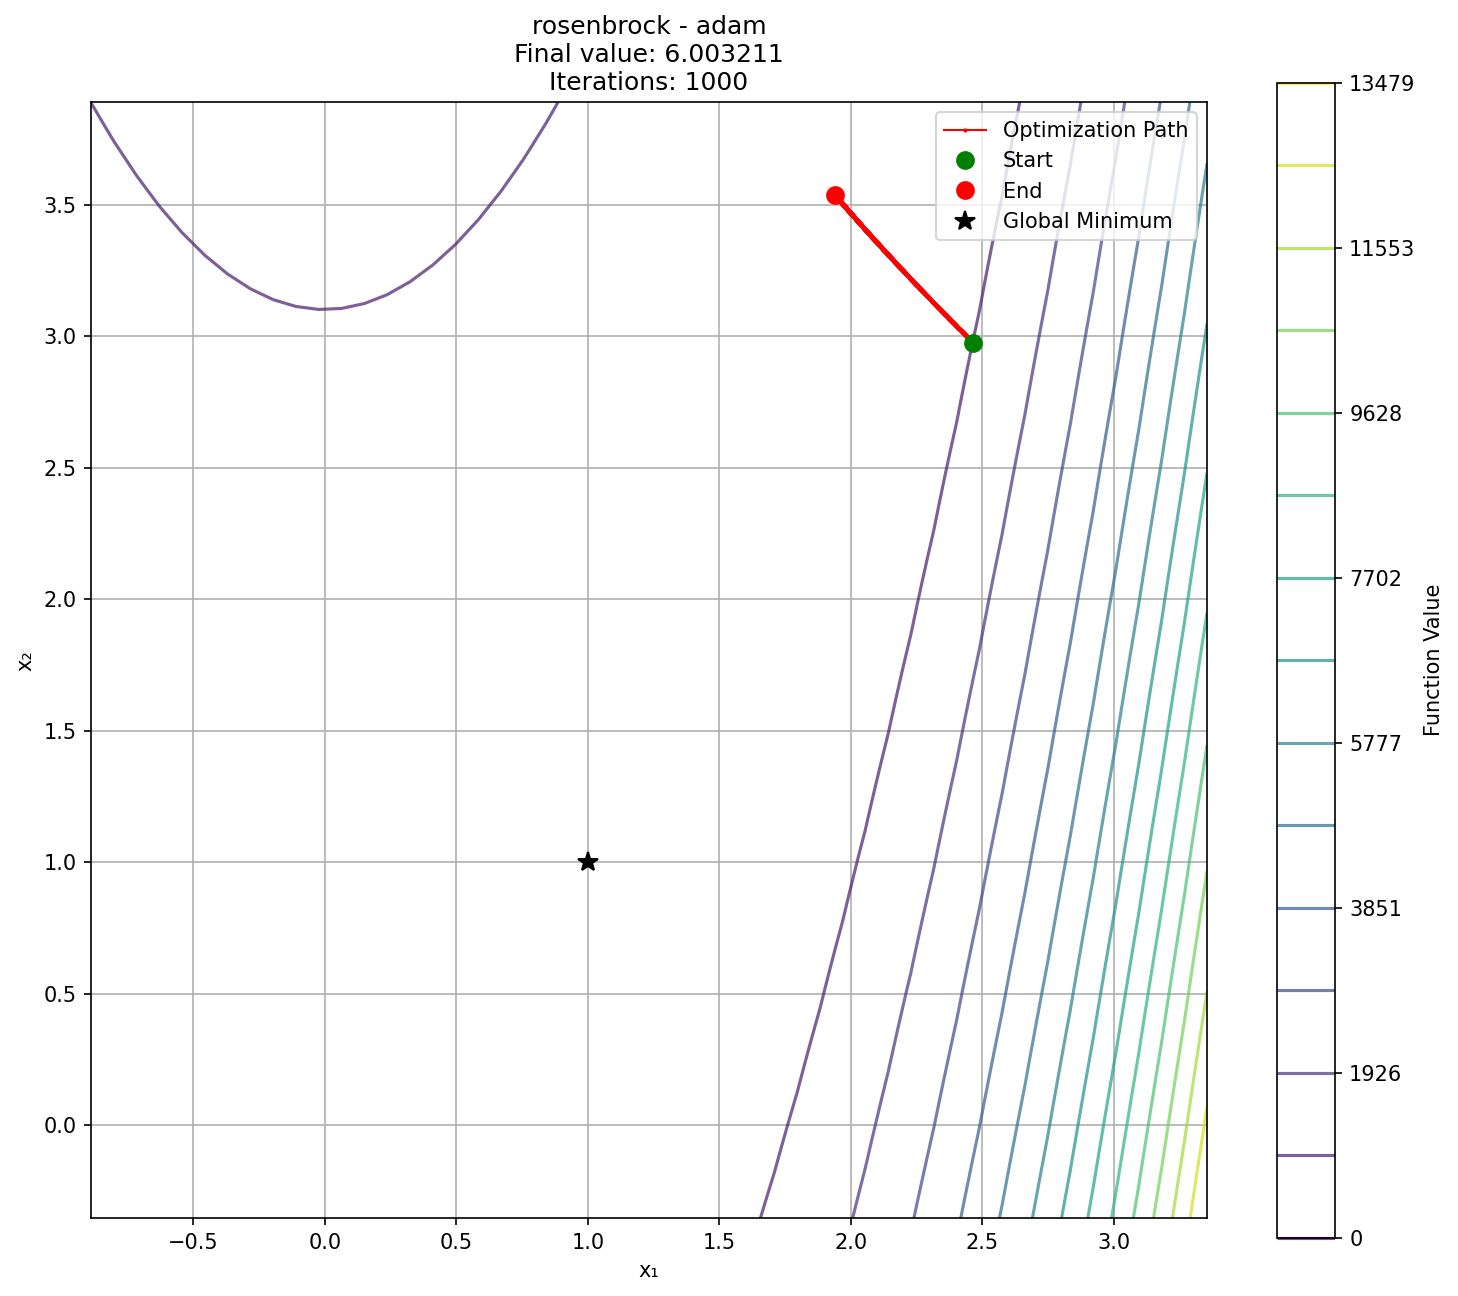 rosenbrock - adam
Final value: 6.003211
Iterations: 1000
Optimization Path
Start
End
Global Minimum
3.5
3.0
2.5
2.0
1.5
1.0
0.5
0.0
x₂
−0.5
0.0
0.5
1.0
1.5
2.0
2.5
3.0
x₁
13479
11553
9628
7702
5777
3851
1926
0
Function Value